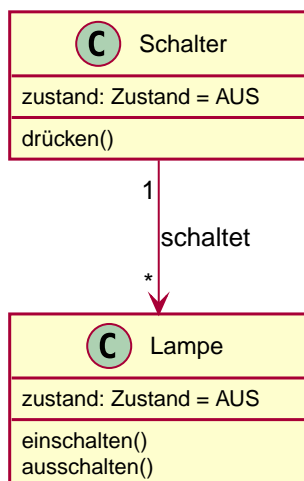 C Schalter
zustand: Zustand = AUS
drücken()
1
schaltet
*
C Lampe
zustand: Zustand = AUS
einschalten()
ausschalten()